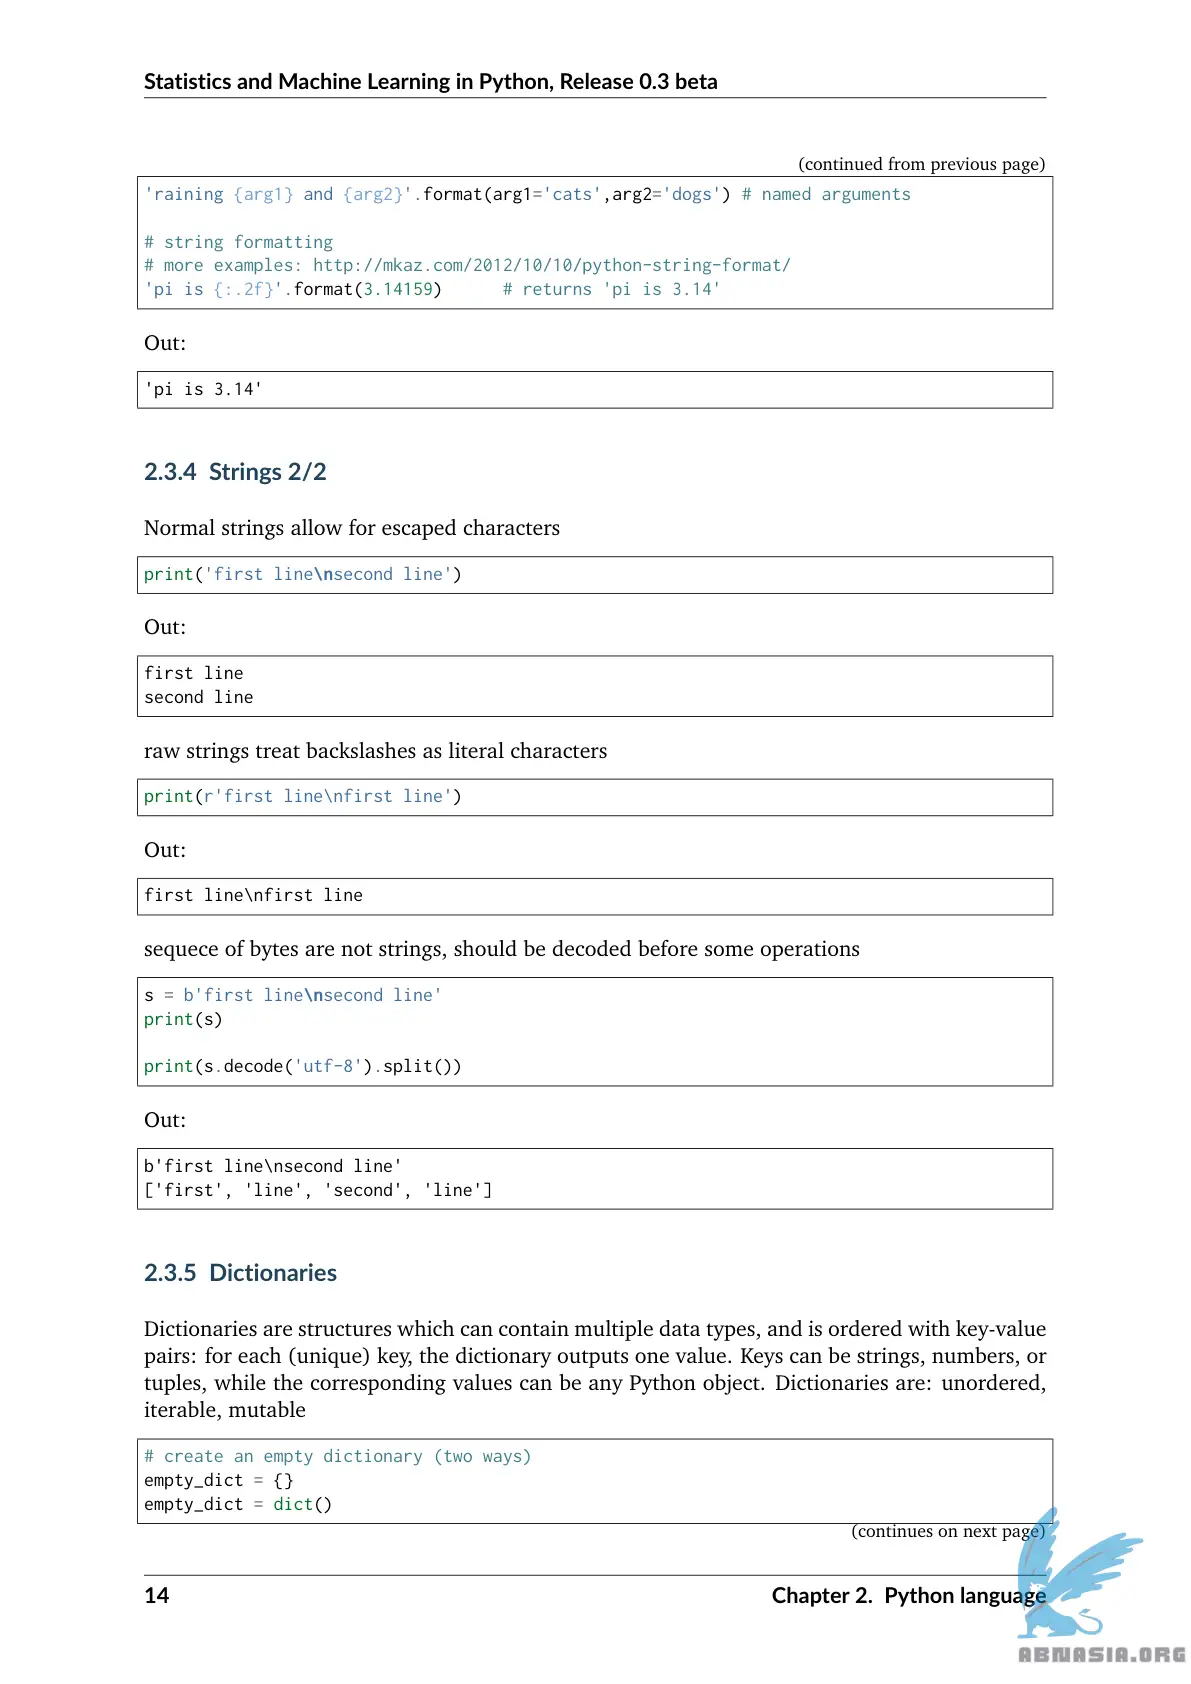 Statistics and Machine Learning in Python, Release 0.3 beta
(continued from previous page)
'raining {arg1} and {arg2}'.format(arg1='cats',arg2='dogs') # named arguments
# string formatting
# more examples: http://mkaz.com/2012/10/10/python-string-format/
'pi is {:.2f}'.format(3.14159)      # returns 'pi is 3.14'
Out:
'pi is 3.14'
2.3.4 Strings 2/2
Normal strings allow for escaped characters
print('first line\nsecond line')
Out:
first line
second line
raw strings treat backslashes as literal characters
print(r'first line\nfirst line')
Out:
first line\nfirst line
sequece of bytes are not strings, should be decoded before some operations
s = b'first line\nsecond line'
print(s)
print(s.decode('utf-8').split())
Out:
b'first line\nsecond line'
['first', 'line', 'second', 'line']
2.3.5 Dictionaries
Dictionaries are structures which can contain multiple data types, and is ordered with key-value
pairs: for each (unique) key, the dictionary outputs one value. Keys can be strings, numbers, or
tuples, while the corresponding values can be any Python object. Dictionaries are: unordered,
iterable, mutable
# create an empty dictionary (two ways)
empty_dict = {}
empty_dict = dict()
(continues on next page)
14 Chapter 2. Python language
ABNASIA.ORG